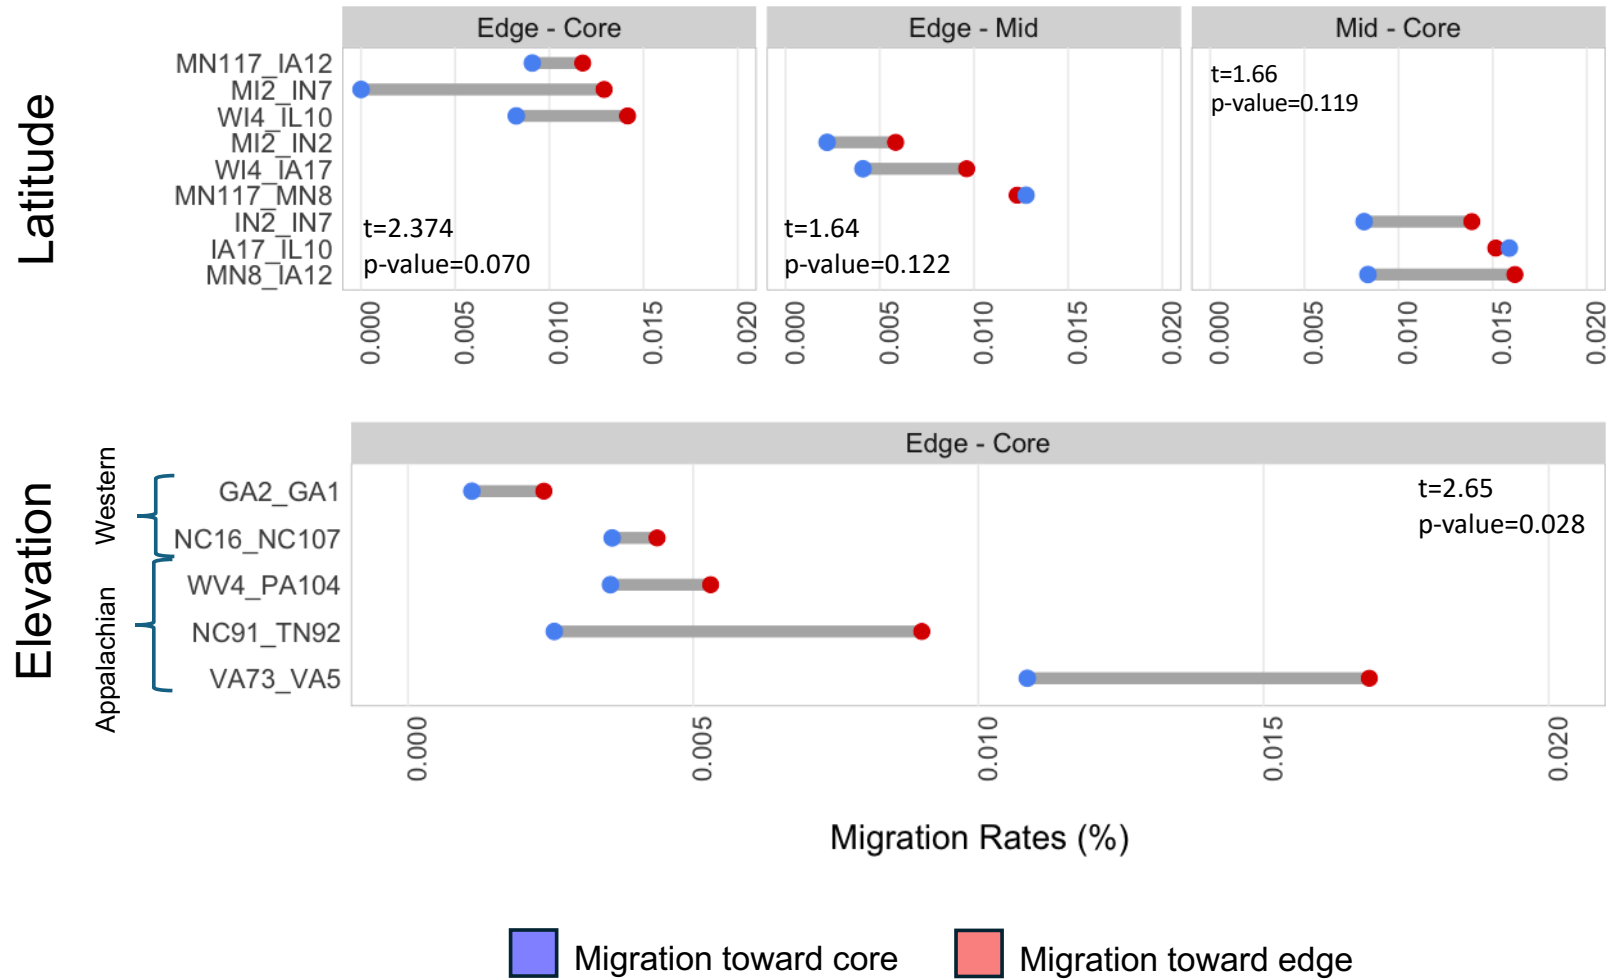 Latitude
Edge - Core
Edge - Mid
Mid - Core
MN117_IA12
MI2_IN7
WI4_IL10
MI2_IN2
WI4_IA17
MN117_MN8
IN2_IN7
IA17_IL10
MN8_IA12
t=2.374
p-value=0.070
t=1.64
p-value=0.122
t=1.66
p-value=0.119
0.000 0.005 0.010 0.015 0.020
0.000 0.005 0.010 0.015 0.020
0.000 0.005 0.010 0.015 0.020
Elevation
Western
Appalachian
Edge - Core
GA2_GA1
NC16_NC107
WV4_PA104
NC91_TN92
VA73_VA5
t=2.65
p-value=0.028
0.000 0.005 0.010 0.015 0.020
Migration Rates (%)
Migration toward core
Migration toward edge